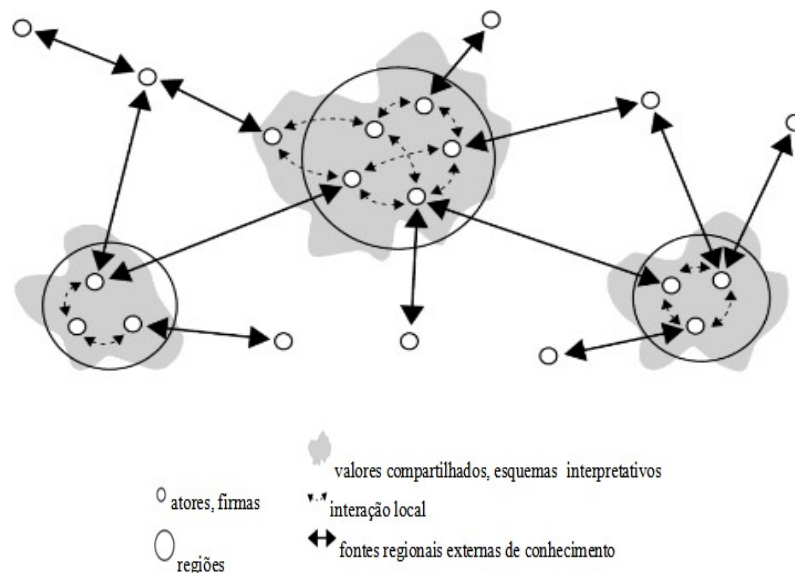 valores compartilhados, esquemas interpretativos
atores, firmas
interação local
regiões
fontes regionais externas de conhecimento